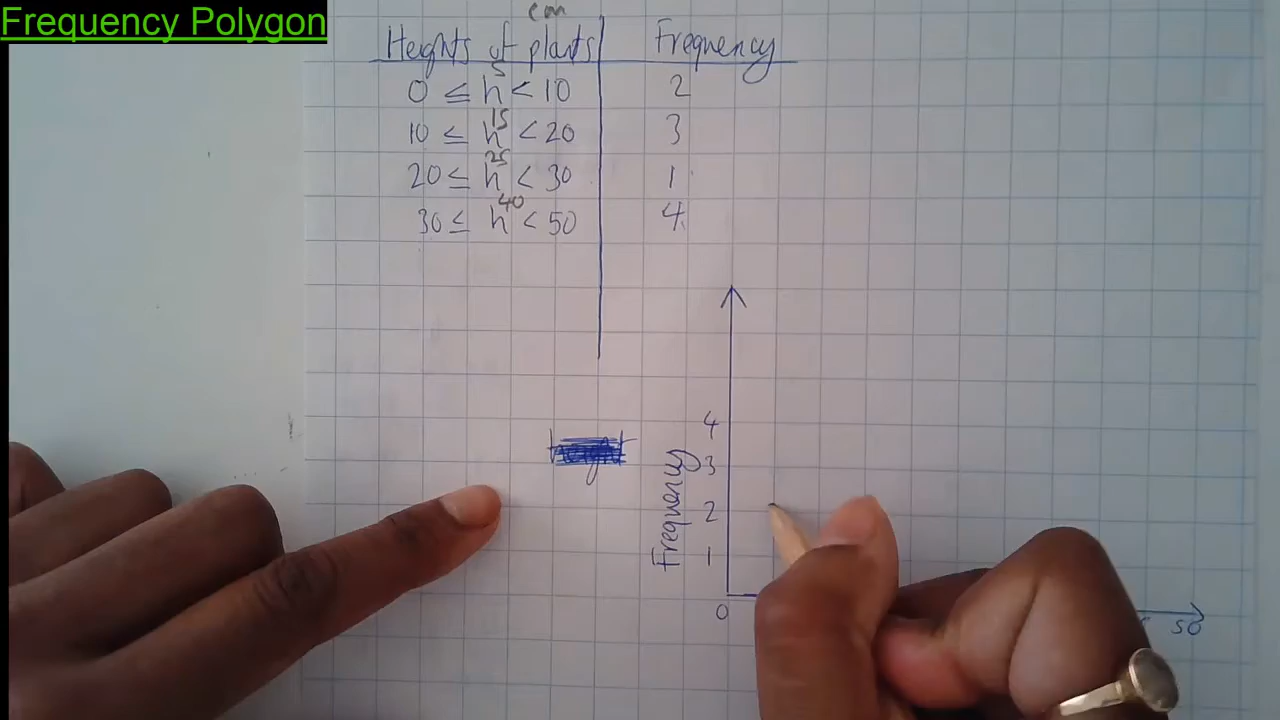 Frequency Polygon
cm
Heights of plants Frequency
5
0 ≤ h < 10 2
15
10 ≤ h < 20 3
25
20 ≤ h < 30 1
40
30 ≤ h < 50 4
4
3
2
1
Frequency
0 50